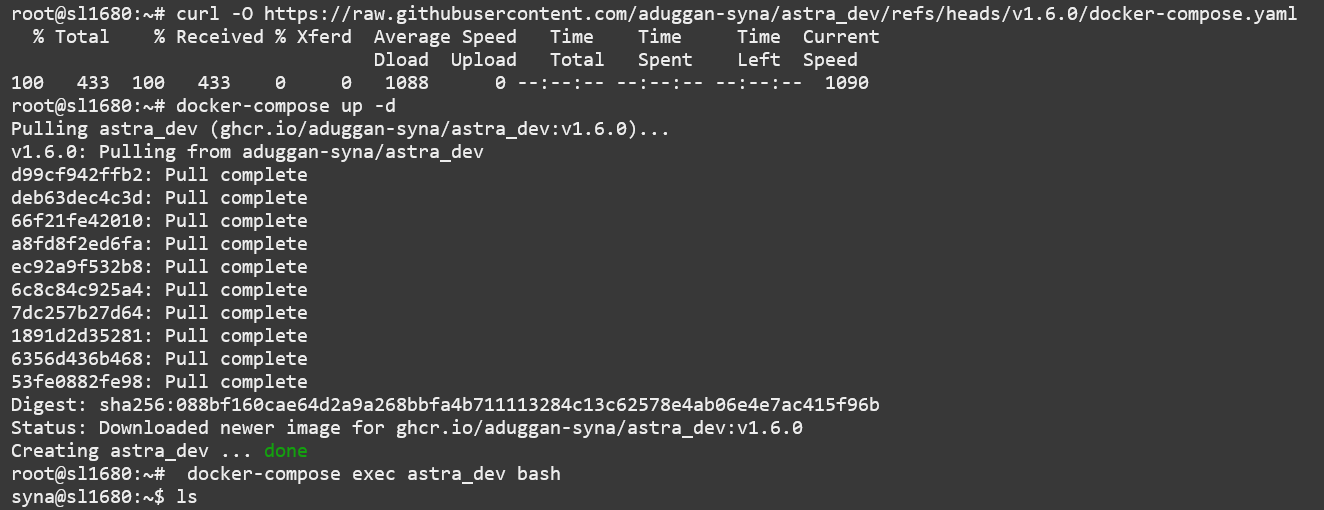 root@sl1680:~# curl -O https://raw.githubusercontent.com/aduggan-syna/astra_dev/refs/heads/v1.6.0/docker-compose.yaml
% Total % Received % Xferd Average Speed Time Time Time Current
Dload Upload Total Spent Left Speed
100 433 100 433 0 0 1088 0 --:--:-- --:--:-- --:--:-- 1090
root@sl1680:~# docker-compose up -d
Pulling astra_dev (ghcr.io/aduggan-syna/astra_dev:v1.6.0)...
v1.6.0: Pulling from aduggan-syna/astra_dev
d99cf942ffb2: Pull complete
deb63dec4c3d: Pull complete
66f21fe42010: Pull complete
a8fd8f2ed6fa: Pull complete
ec92a9f532b8: Pull complete
6c8c84c925a4: Pull complete
7dc257b27d64: Pull complete
1891d2d35281: Pull complete
6356d436b468: Pull complete
53fe0882fe98: Pull complete
Digest: sha256:088bf160cae64d2a9a268bbfa4b711113284c13c62578e4ab06e4e7ac415f96b
Status: Downloaded newer image for ghcr.io/aduggan-syna/astra_dev:v1.6.0
Creating astra_dev ... done
root@sl1680:~#  docker-compose exec astra_dev bash
syna@sl1680:~$ ls